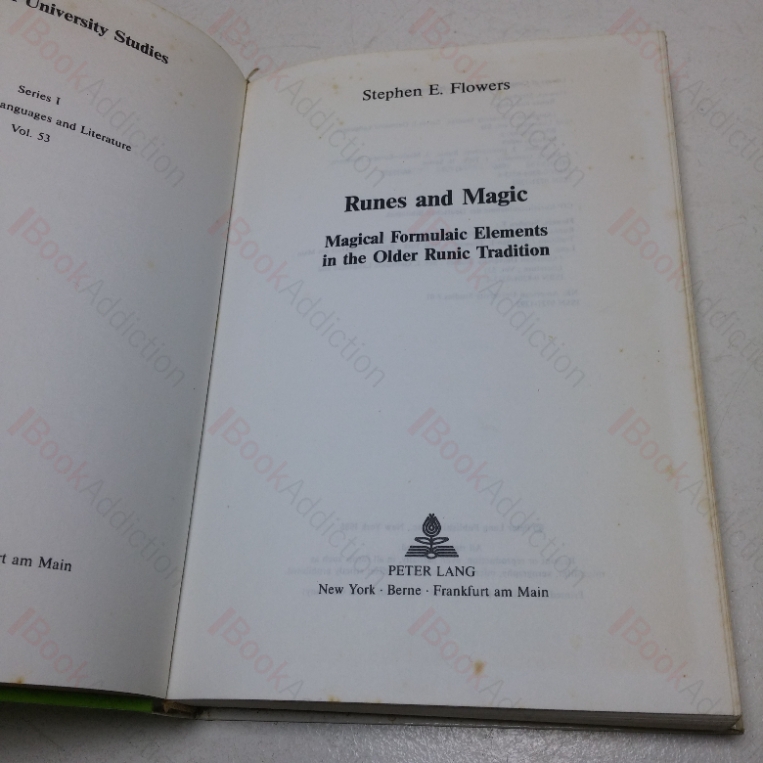 University Studies
Series I
anguages and Literature
Vol. 53
rt am Main
Stephen E. Flowers
Runes and Magic
Magical Formulaic Elements
in the Older Runic Tradition
PETER LANG
New York · Berne · Frankfurt am Main
BookAddiction